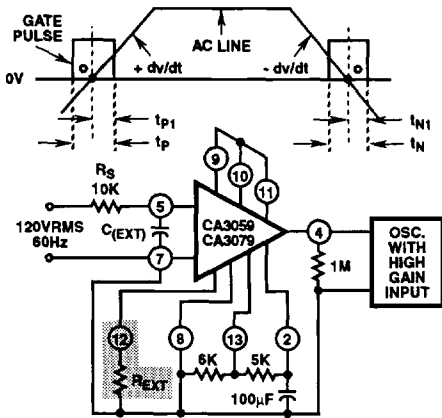 GATE
PULSE
AC LINE
0V
+ dv/dt
- dv/dt
tP1
tP
tN1
tN
RS
10K
120VRMS
60Hz
C(EXT)
5
7
9
10
11
CA3059
CA3079
4
1M
OSC.
WITH
HIGH
GAIN
INPUT
12
REXT
8
13
2
6K
5K
100μF